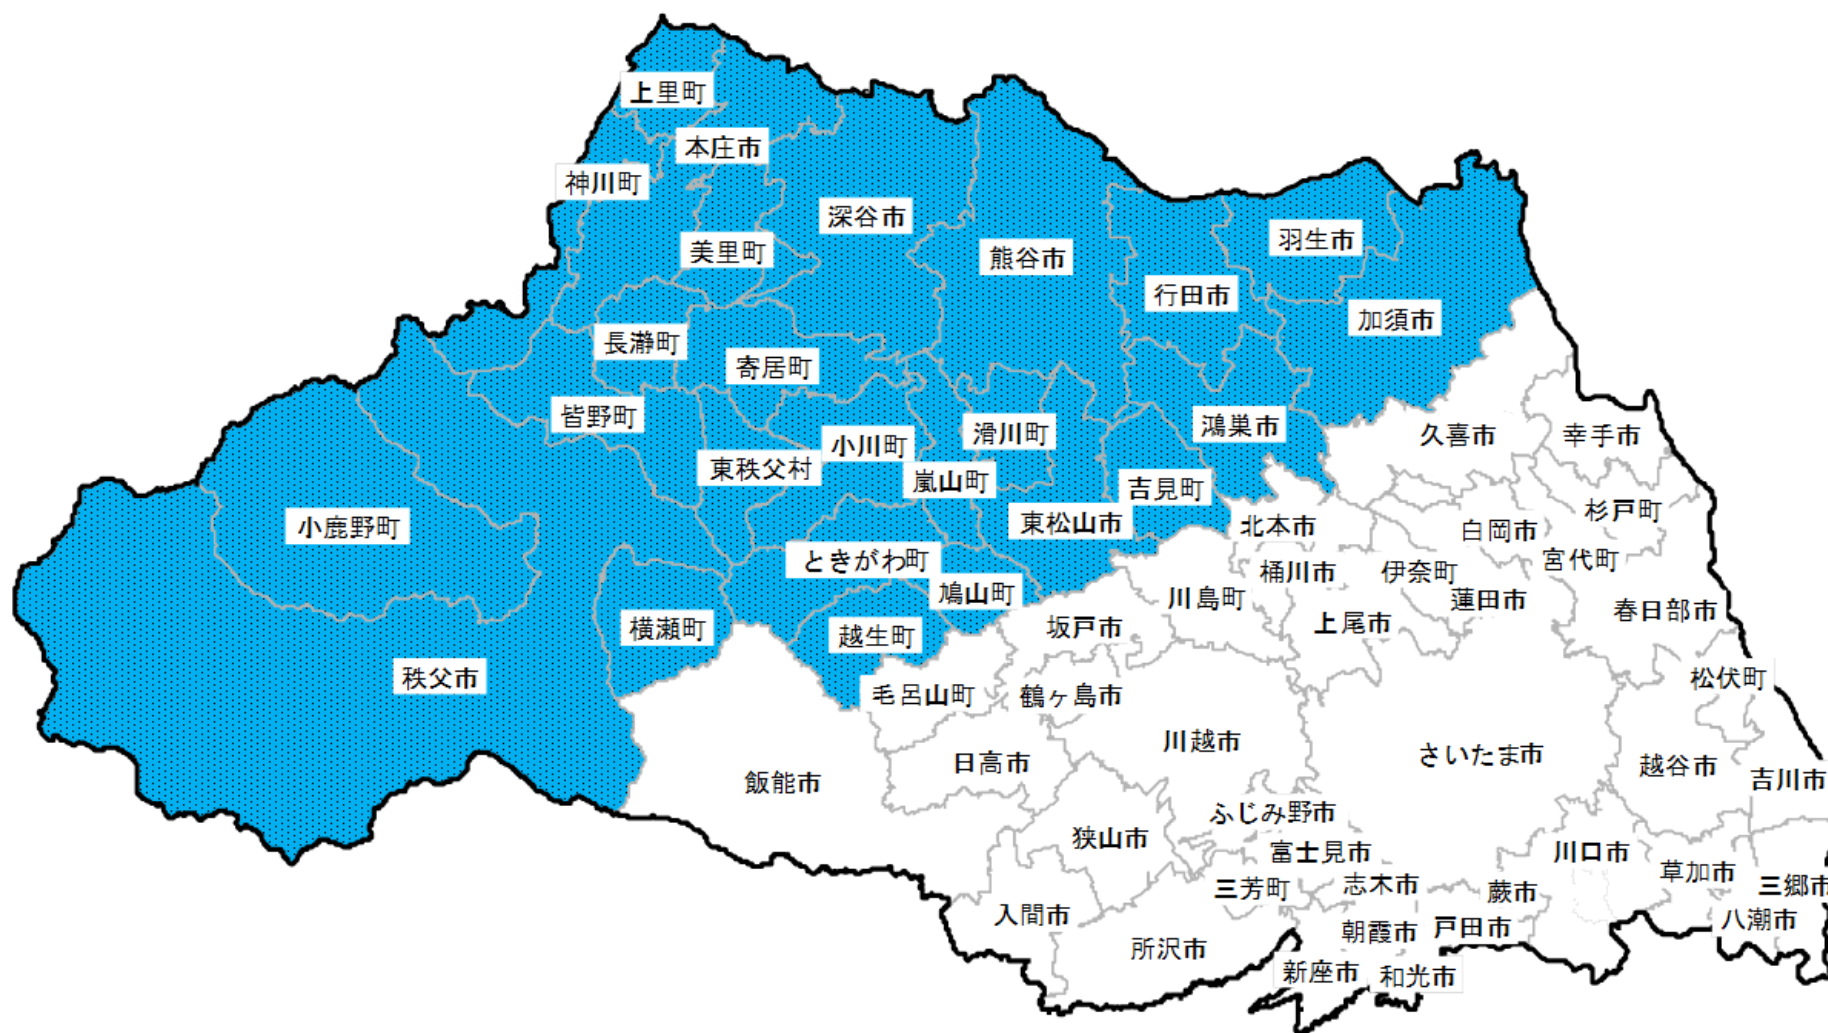 上里町
本庄市
神川町
深谷市
美里町
熊谷市
羽生市
行田市
加須市
長瀞町
寄居町
皆野町
小川町
滑川町
鴻巣市
久喜市
幸手市
東秩父村
嵐山町
吉見町
小鹿野町
東松山市
北本市
白岡市
杉戸町
ときがわ町
鳩山町
川島町
桶川市
伊奈町
宮代町
蓮田市
春日部市
横瀬町
越生町
坂戸市
上尾市
秩父市
毛呂山町
鶴ヶ島市
松伏町
飯能市
日高市
川越市
さいたま市
越谷市
吉川市
狭山市
ふじみ野市
富士見市
川口市
三芳町
志木市
蕨市
草加市
三郷市
入間市
所沢市
朝霞市
戸田市
八潮市
新座市
和光市